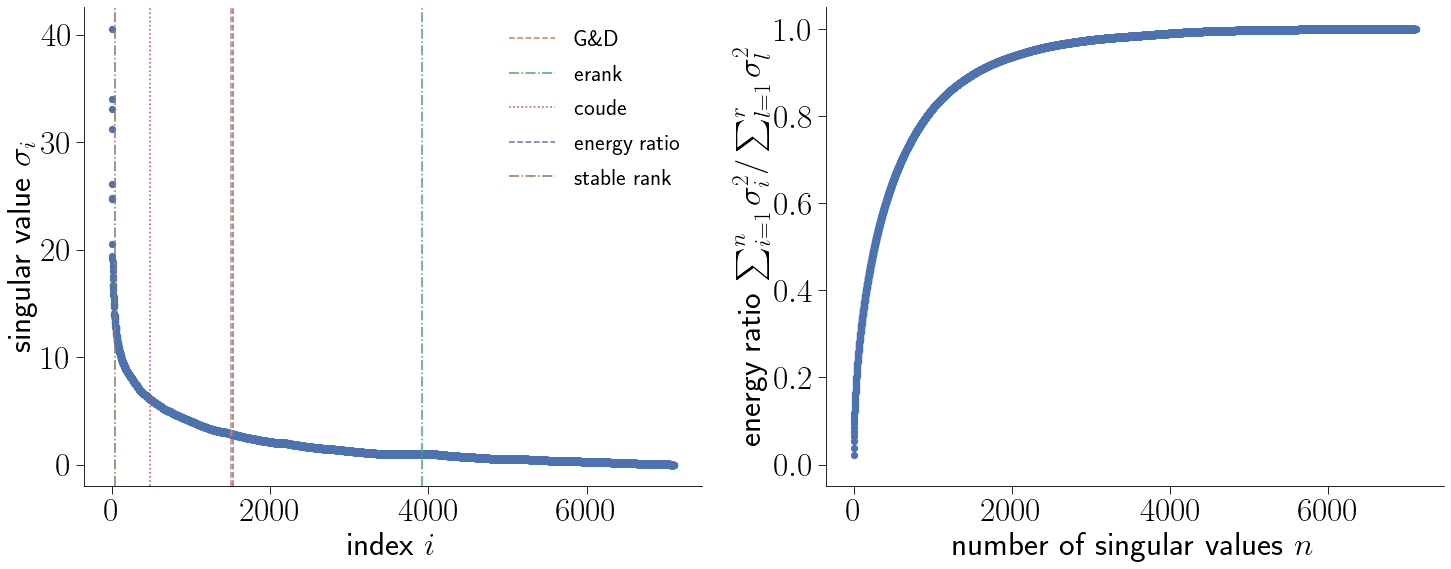 40
30
20
10
0
singular value σ_i
0
2000
4000
6000
index i
G&D
erank
coude
energy ratio
stable rank
1.0
0.8
0.6
0.4
0.2
0.0
energy ratio ∑_{i=1}^{n} σ_i^2 / ∑_{l=1}^{r} σ_l^2
0
2000
4000
6000
number of singular values n